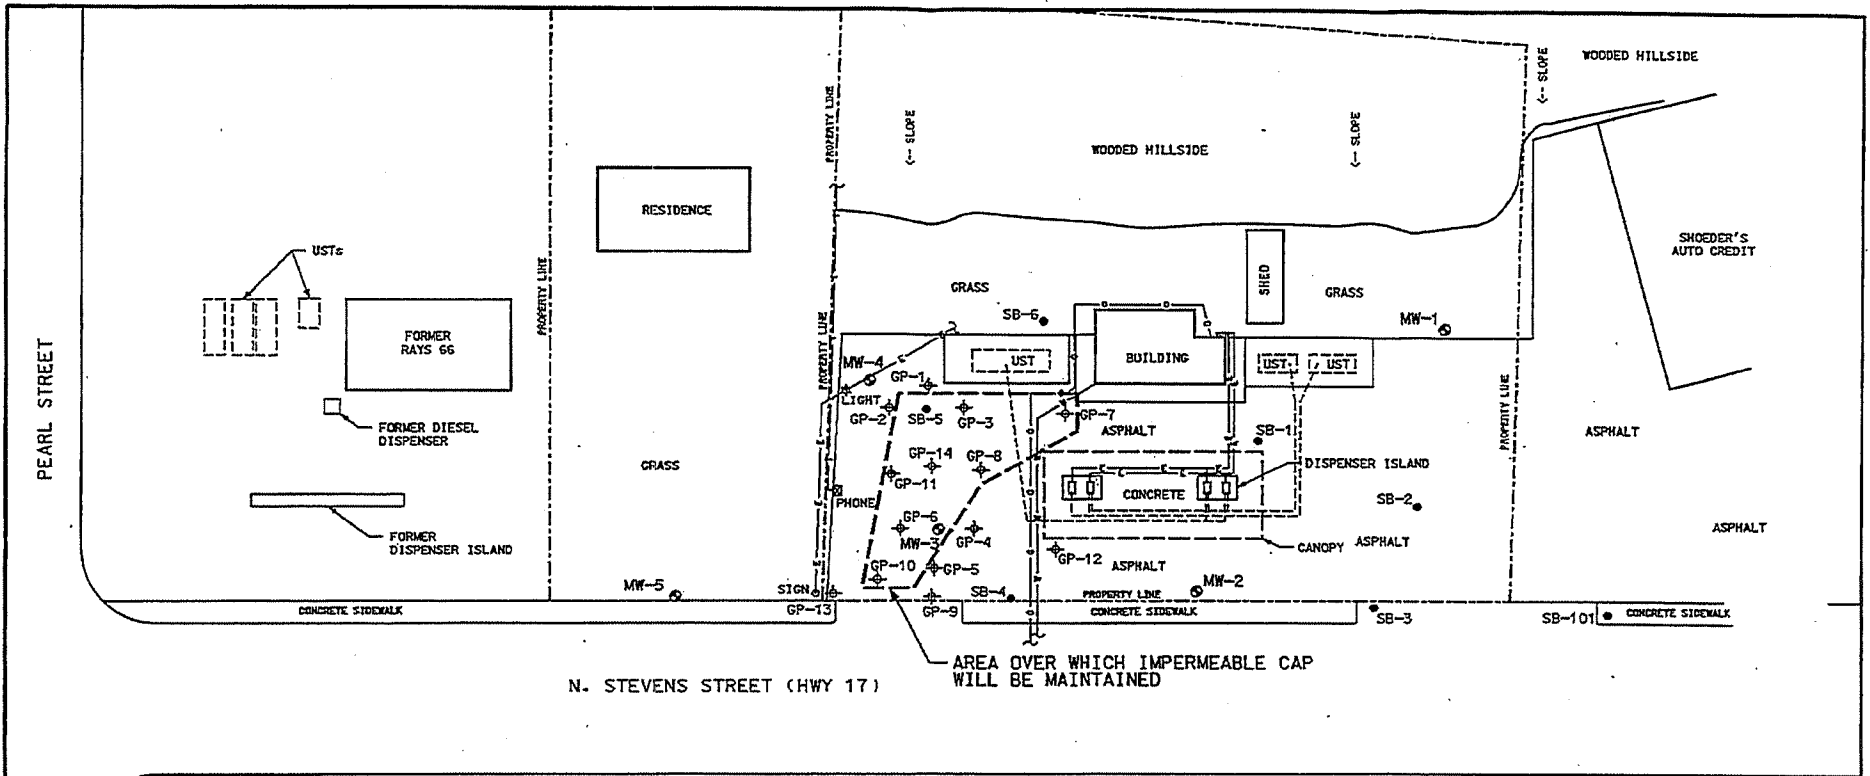 WOODED HILLSIDE
<-- SLOPE
PROPERTY LINE
<-- SLOPE
<-- SLOPE
WOODED HILLSIDE
RESIDENCE
USTs
SHOEDER'S
AUTO CREDIT
PROPERTY LINE
SHED
GRASS
GRASS
SB-6
MW-1
FORMER
RAYS 66
PROPERTY LINE
BUILDING
UST
UST
UST
MW-4
GP-1
LIGHT
PEARL STREET
GP-2
SB-5
GP-3
GP-7
PROPERTY LINE
FORMER DIESEL
DISPENSER
ASPHALT
SB-1
ASPHALT
GRASS
GP-14
GP-8
DISPENSER ISLAND
GP-11
CONCRETE
PHONE
SB-2
GP-6
MW-3
GP-4
ASPHALT
FORMER
DISPENSER ISLAND
CANOPY
ASPHALT
GP-12
GP-10
GP-5
ASPHALT
MW-5
SIGN
GP-13
GP-9
SB-4
PROPERTY LINE
MW-2
CONCRETE SIDEWALK
CONCRETE SIDEWALK
SB-3
SB-101
CONCRETE SIDEWALK
AREA OVER WHICH IMPERMEABLE CAP
WILL BE MAINTAINED
N. STEVENS STREET (HWY 17)